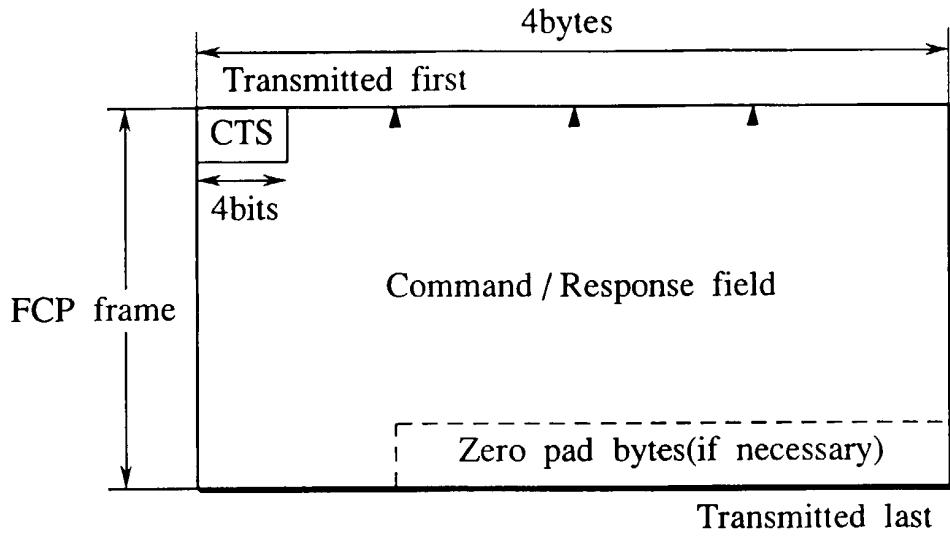 4bytes
Transmitted first
CTS
4bits
Command / Response field
FCP frame
Zero pad bytes(if necessary)
Transmitted last